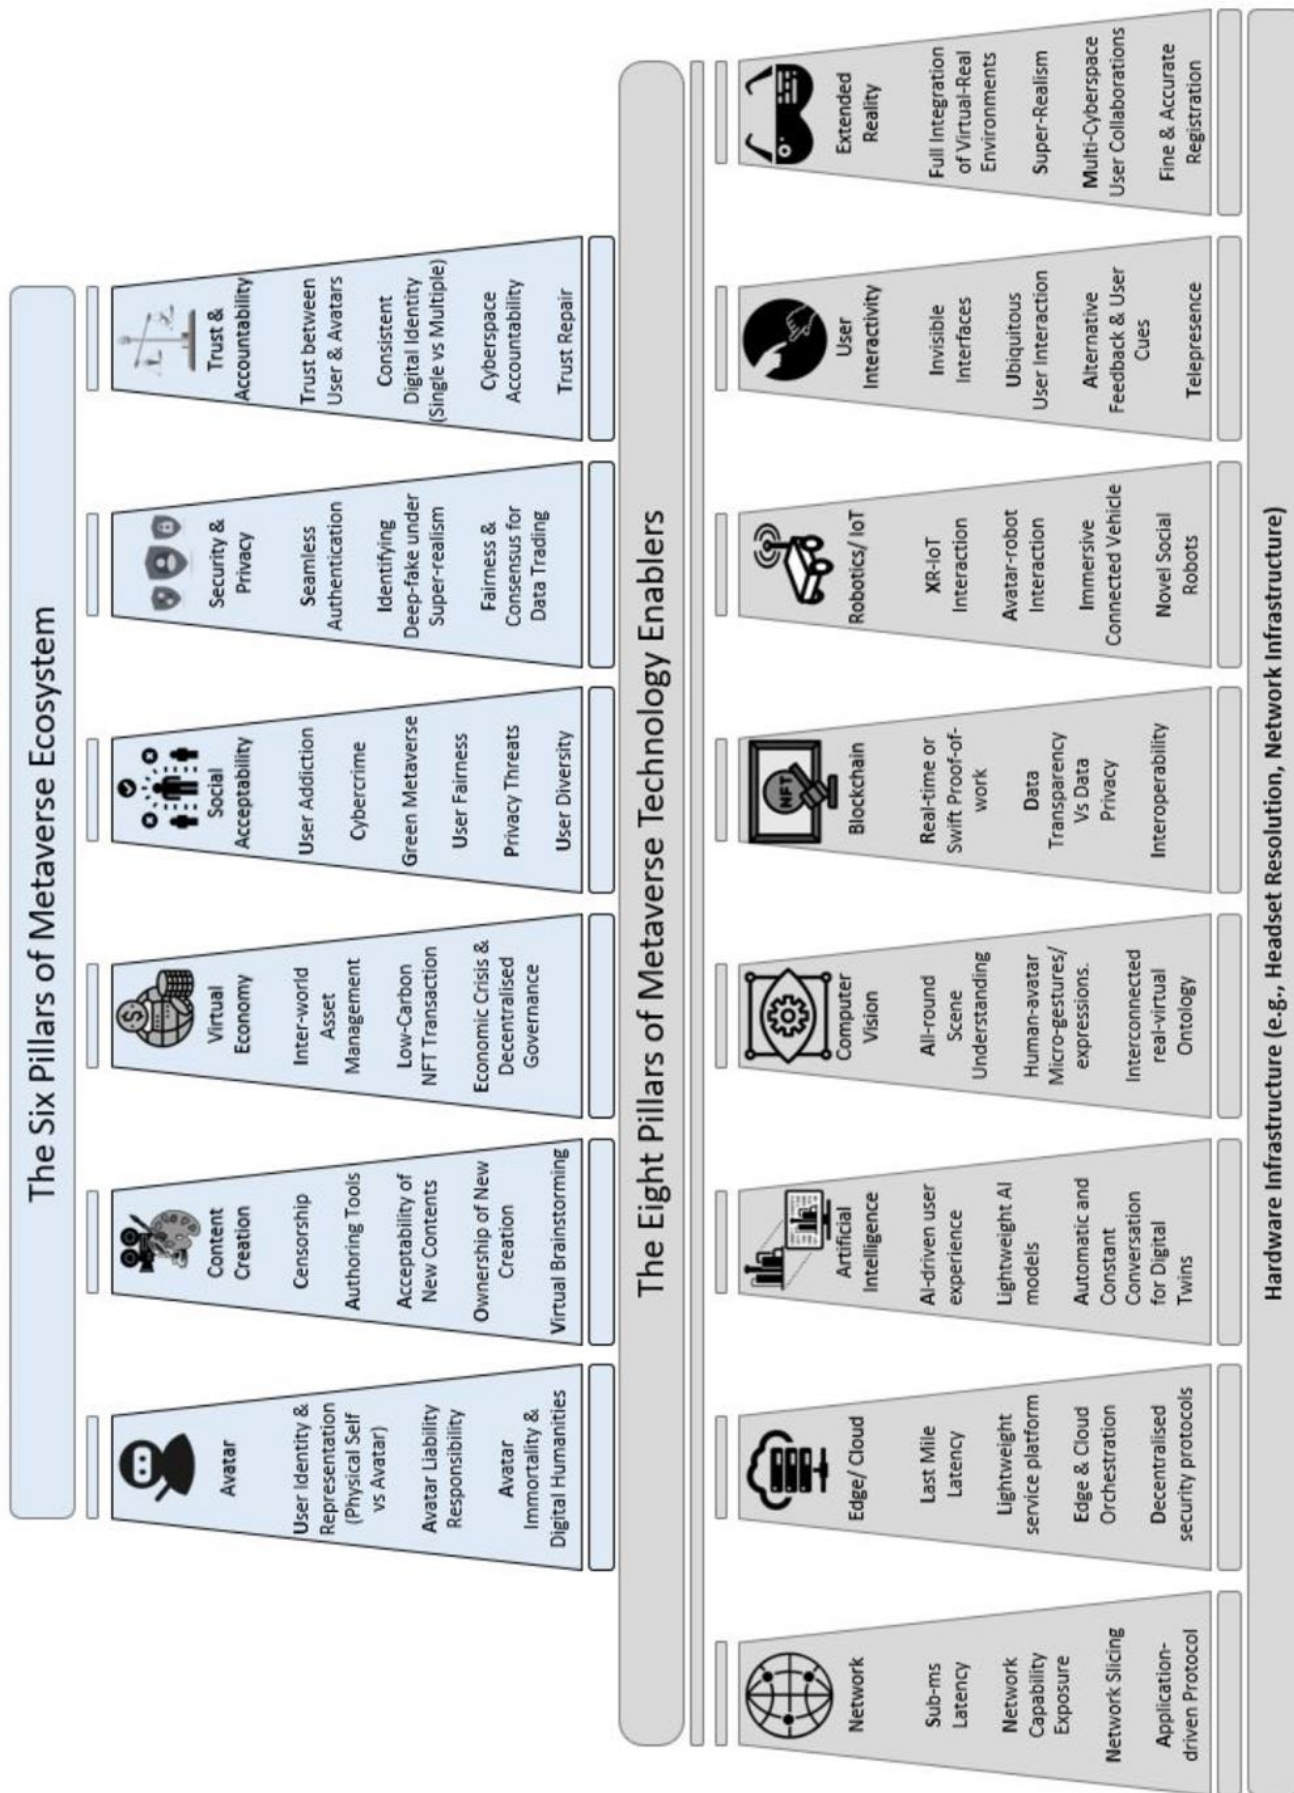 The Six Pillars of Metaverse Ecosystem
Avatar
User Identity &
Representation
(Physical Self
vs Avatar)
Avatar Liability
Responsibility
Avatar
Immortality &
Digital Humanities
Content
Creation
Censorship
Authoring Tools
Acceptability of
New Contents
Ownership of New
Creation
Virtual Brainstorming
$
Virtual
Economy
Inter-world
Asset
Management
Low-Carbon
NFT Transaction
Economic Crisis &
Decentralised
Governance
Social
Acceptability
User Addiction
Cybercrime
Green Metaverse
User Fairness
Privacy Threats
User Diversity
Security &
Privacy
Seamless
Authentication
Identifying
Deep-fake under
Super-realism
Fairness &
Consensus for
Data Trading
Trust &
Accountability
Trust between
User & Avatars
Consistent
Digital Identity
(Single vs Multiple)
Cyberspace
Accountability
Trust Repair
The Eight Pillars of Metaverse Technology Enablers
Network
Sub-ms
Latency
Network
Capability
Exposure
Network Slicing
Application-
driven Protocol
Edge/ Cloud
Last Mile
Latency
Lightweight
service platform
Edge & Cloud
Orchestration
Decentralised
security protocols
Artificial
Intelligence
AI-driven user
experience
Lightweight AI
models
Automatic and
Constant
Conversation
for Digital
Twins
Computer
Vision
All-round
Scene
Understanding
Human-avatar
Micro-gestures/
expressions.
Interconnected
real-virtual
Ontology
NFT
Blockchain
Real-time or
Swift Proof-of-
work
Data
Transparency
Vs Data
Privacy
Interoperability
Robotics/ IoT
XR-IoT
Interaction
Avatar-robot
Interaction
Immersive
Connected Vehicle
Novel Social
Robots
User
Interactivity
Invisible
Interfaces
Ubiquitous
User Interaction
Alternative
Feedback & User
Cues
Telepresence
Extended
Reality
Full Integration
of Virtual-Real
Environments
Super-Realism
Multi-Cyberspace
User Collaborations
Fine & Accurate
Registration
Hardware Infrastructure (e.g., Headset Resolution, Network Infrastructure)